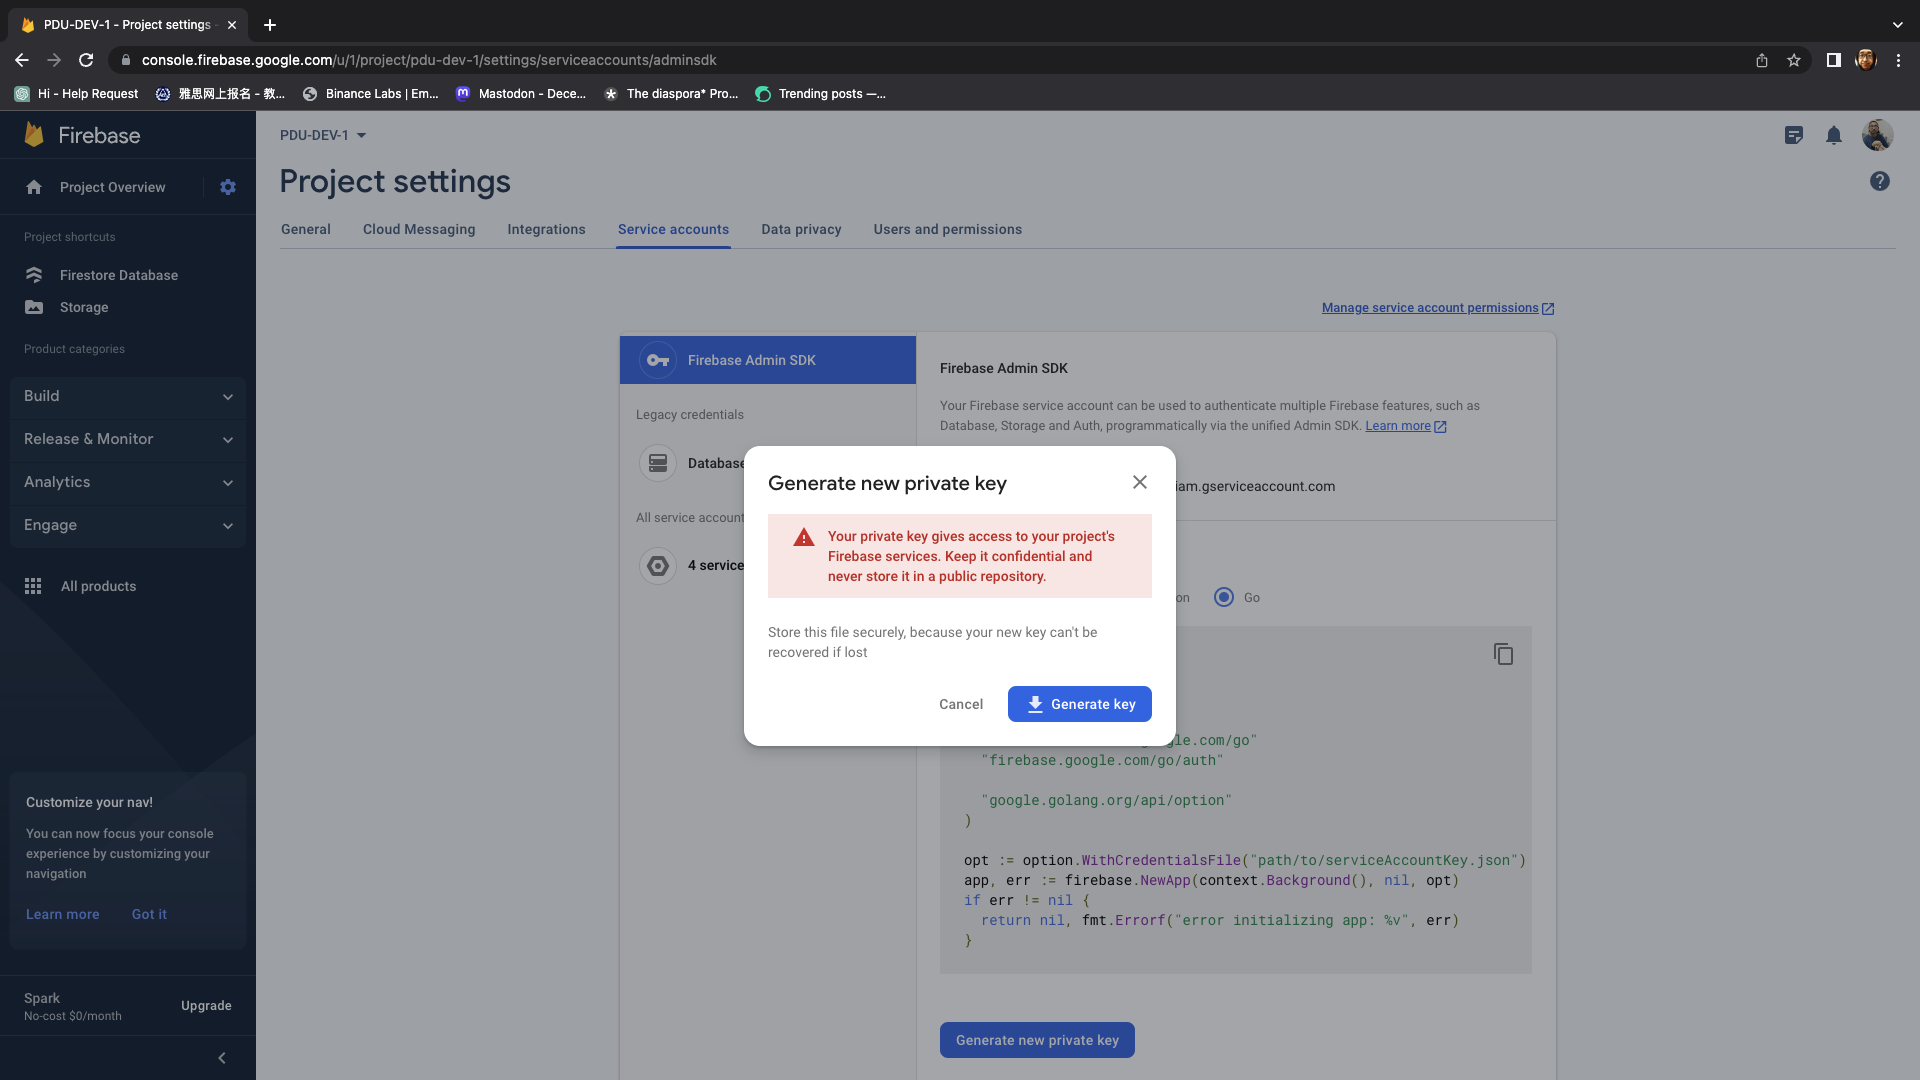 PDU-DEV-1 - Project settings -
console.firebase.google.com/u/1/project/pdu-dev-1/settings/serviceaccounts/adminsdk
Hi - Help Request
雅思网上报名 - 教...
Binance Labs | Em...
Mastodon - Dece...
The diaspora* Pro...
Trending posts —...
Firebase
Project Overview
Project shortcuts
Firestore Database
Storage
Product categories
Build
Release & Monitor
Analytics
Engage
All products
Customize your nav!
You can now focus your console
experience by customizing your
navigation
Learn more
Got it
Spark
No-cost $0/month
Upgrade
PDU-DEV-1
Project settings
General
Cloud Messaging
Integrations
Service accounts
Data privacy
Users and permissions
Manage service account permissions
Firebase Admin SDK
Legacy credentials
Database
All service account
4 service
Firebase Admin SDK
Your Firebase service account can be used to authenticate multiple Firebase features, such as
Database, Storage and Auth, programmatically via the unified Admin SDK. Learn more
iam.gserviceaccount.com
on
Go
Generate new private key
Your private key gives access to your project's
Firebase services. Keep it confidential and
never store it in a public repository.
Store this file securely, because your new key can't be
recovered if lost
Cancel
Generate key
gle.com/go"
"firebase.google.com/go/auth"
"google.golang.org/api/option"
)
opt := option.WithCredentialsFile("path/to/serviceAccountKey.json")
app, err := firebase.NewApp(context.Background(), nil, opt)
if err != nil {
return nil, fmt.Errorf("error initializing app: %v", err)
}
Generate new private key